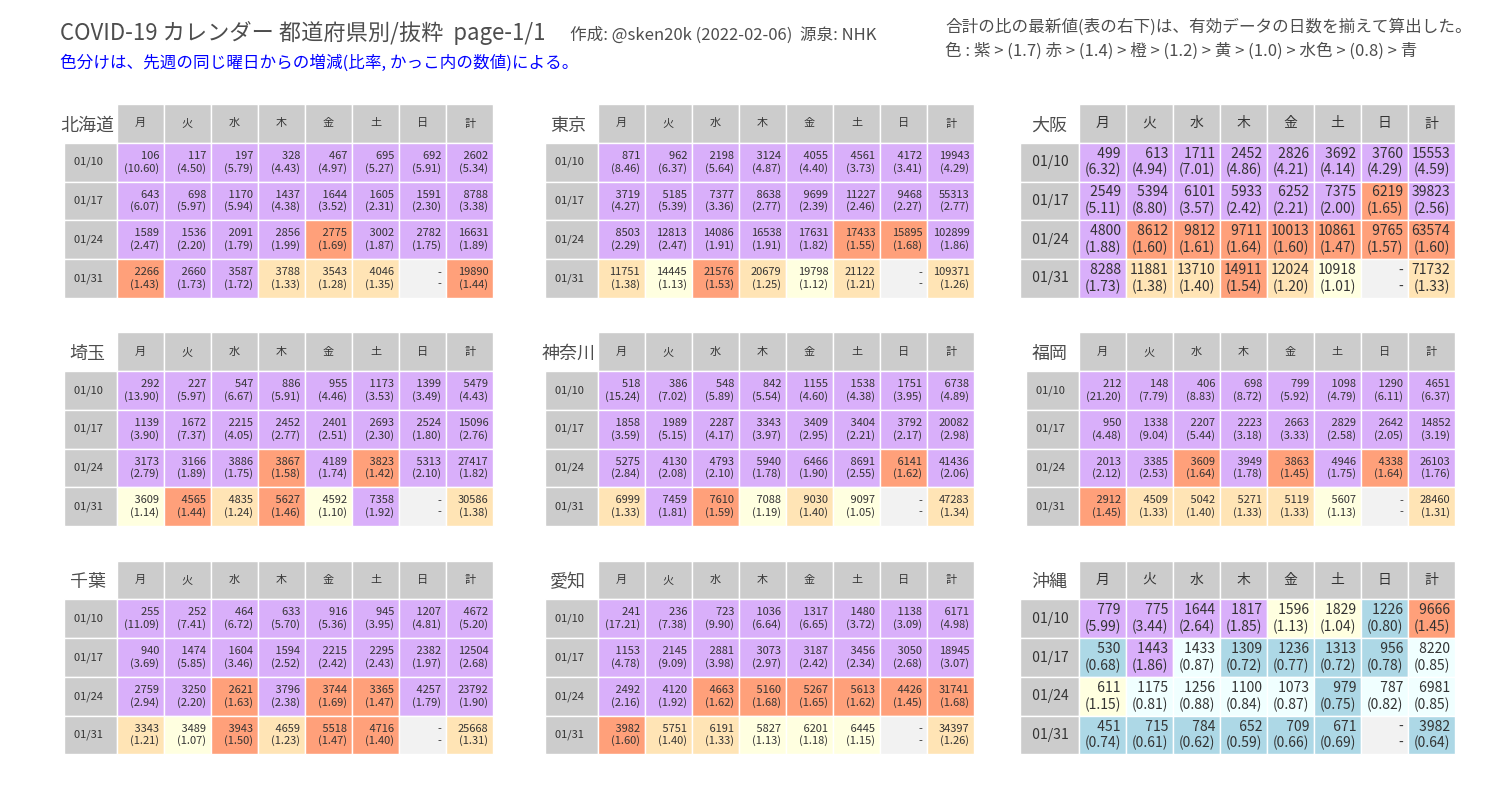 COVID-19 カレンダー 都道府県別/抜粋 page-1/1 作成: @sken20k (2022-02-06) 源泉: NHK
色分けは、先週の同じ曜日からの増減(比率, かっこ内の数値)による。
合計の比の最新値(表の右下)は、有効データの日数を揃えて算出した。
色 : 紫 > (1.7) 赤 > (1.4) > 橙 > (1.2) > 黄 > (1.0) > 水色 > (0.8) > 青
北海道 月 火 水 木 金 土 日 計
01/10 106 117 197 328 467 695 692 2602
(10.60) (4.50) (5.79) (4.43) (4.97) (5.27) (5.91) (5.34)
01/17 643 698 1170 1437 1644 1605 1591 8788
(6.07) (5.97) (5.94) (4.38) (3.52) (2.31) (2.30) (3.38)
01/24 1589 1536 2091 2856 2775 3002 2782 16631
(2.47) (2.20) (1.79) (1.99) (1.69) (1.87) (1.75) (1.89)
01/31 2266 2660 3587 3788 3543 4046 - 19890
(1.43) (1.73) (1.72) (1.33) (1.28) (1.35) - (1.44)
東京 月 火 水 木 金 土 日 計
01/10 871 962 2198 3124 4055 4561 4172 19943
(8.46) (6.37) (5.64) (4.87) (4.40) (3.73) (3.41) (4.29)
01/17 3719 5185 7377 8638 9699 11227 9468 55313
(4.27) (5.39) (3.36) (2.77) (2.39) (2.46) (2.27) (2.77)
01/24 8503 12813 14086 16538 17631 17433 15895 102899
(2.29) (2.47) (1.91) (1.91) (1.82) (1.55) (1.68) (1.86)
01/31 11751 14445 21576 20679 19798 21122 - 109371
(1.38) (1.13) (1.53) (1.25) (1.12) (1.21) - (1.26)
大阪 月 火 水 木 金 土 日 計
01/10 499 613 1711 2452 2826 3692 3760 15553
(6.32) (4.94) (7.01) (4.86) (4.21) (4.14) (4.29) (4.59)
01/17 2549 5394 6101 5933 6252 7375 6219 39823
(5.11) (8.80) (3.57) (2.42) (2.21) (2.00) (1.65) (2.56)
01/24 4800 8612 9812 9711 10013 10861 9765 63574
(1.88) (1.60) (1.61) (1.64) (1.60) (1.47) (1.57) (1.60)
01/31 8288 11881 13710 14911 12024 10918 - 71732
(1.73) (1.38) (1.40) (1.54) (1.20) (1.01) - (1.33)
埼玉 月 火 水 木 金 土 日 計
01/10 292 227 547 886 955 1173 1399 5479
(13.90) (5.97) (6.67) (5.91) (4.46) (3.53) (3.49) (4.43)
01/17 1139 1672 2215 2452 2401 2693 2524 15096
(3.90) (7.37) (4.05) (2.77) (2.51) (2.30) (1.80) (2.76)
01/24 3173 3166 3886 3867 4189 3823 5313 27417
(2.79) (1.89) (1.75) (1.58) (1.74) (1.42) (2.10) (1.82)
01/31 3609 4565 4835 5627 4592 7358 - 30586
(1.14) (1.44) (1.24) (1.46) (1.10) (1.92) - (1.38)
神奈川 月 火 水 木 金 土 日 計
01/10 518 386 548 842 1155 1538 1751 6738
(15.24) (7.02) (5.89) (5.54) (4.60) (4.38) (3.95) (4.89)
01/17 1858 1989 2287 3343 3409 3404 3792 20082
(3.59) (5.15) (4.17) (3.97) (2.95) (2.21) (2.17) (2.98)
01/24 5275 4130 4793 5940 6466 8691 6141 41436
(2.84) (2.08) (2.10) (1.78) (1.90) (2.55) (1.62) (2.06)
01/31 6999 7459 7610 7088 9030 9097 - 47283
(1.33) (1.81) (1.59) (1.19) (1.40) (1.05) - (1.34)
福岡 月 火 水 木 金 土 日 計
01/10 212 148 406 698 799 1098 1290 4651
(21.20) (7.79) (8.83) (8.72) (5.92) (4.79) (6.11) (6.37)
01/17 950 1338 2207 2223 2663 2829 2642 14852
(4.48) (9.04) (5.44) (3.18) (3.33) (2.58) (2.05) (3.19)
01/24 2013 3385 3609 3949 3863 4946 4338 26103
(2.12) (2.53) (1.64) (1.78) (1.45) (1.75) (1.64) (1.76)
01/31 2912 4509 5042 5271 5119 5607 - 28460
(1.45) (1.33) (1.40) (1.33) (1.33) (1.13) - (1.31)
千葉 月 火 水 木 金 土 日 計
01/10 255 252 464 633 916 945 1207 4672
(11.09) (7.41) (6.72) (5.70) (5.36) (3.95) (4.81) (5.20)
01/17 940 1474 1604 1594 2215 2295 2382 12504
(3.69) (5.85) (3.46) (2.52) (2.42) (2.43) (1.97) (2.68)
01/24 2759 3250 2621 3796 3744 3365 4257 23792
(2.94) (2.20) (1.63) (2.38) (1.69) (1.47) (1.79) (1.90)
01/31 3343 3489 3943 4659 5518 4716 - 25668
(1.21) (1.07) (1.50) (1.23) (1.47) (1.40) - (1.31)
愛知 月 火 水 木 金 土 日 計
01/10 241 236 723 1036 1317 1480 1138 6171
(17.21) (7.38) (9.90) (6.64) (6.65) (3.72) (3.09) (4.98)
01/17 1153 2145 2881 3073 3187 3456 3050 18945
(4.78) (9.09) (3.98) (2.97) (2.42) (2.34) (2.68) (3.07)
01/24 2492 4120 4663 5160 5267 5613 4426 31741
(2.16) (1.92) (1.62) (1.68) (1.65) (1.62) (1.45) (1.68)
01/31 3982 5751 6191 5827 6201 6445 - 34397
(1.60) (1.40) (1.33) (1.13) (1.18) (1.15) - (1.26)
沖縄 月 火 水 木 金 土 日 計
01/10 779 775 1644 1817 1596 1829 1226 9666
(5.99) (3.44) (2.64) (1.85) (1.13) (1.04) (0.80) (1.45)
01/17 530 1443 1433 1309 1236 1313 956 8220
(0.68) (1.86) (0.87) (0.72) (0.77) (0.72) (0.78) (0.85)
01/24 611 1175 1256 1100 1073 979 787 6981
(1.15) (0.81) (0.88) (0.84) (0.87) (0.75) (0.82) (0.85)
01/31 451 715 784 652 709 671 - 3982
(0.74) (0.61) (0.62) (0.59) (0.66) (0.69) - (0.64)